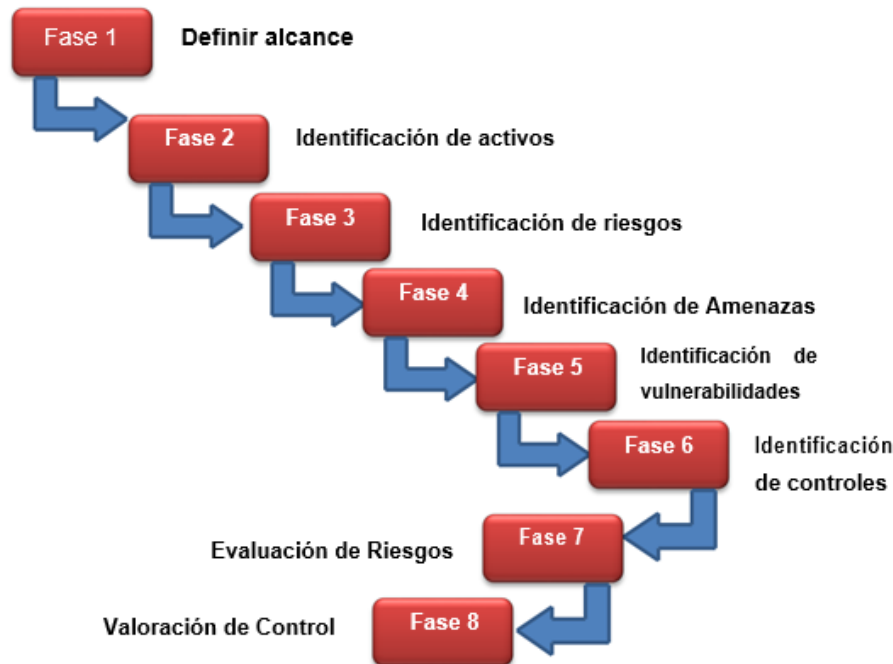 Fase 1
Definir alcance
Fase 2
Identificación de activos
Fase 3
Identificación de riesgos
Fase 4
Identificación de Amenazas
Fase 5
Identificación de
vulnerabilidades
Fase 6
Identificación
de controles
Evaluación de Riesgos
Fase 7
Valoración de Control
Fase 8